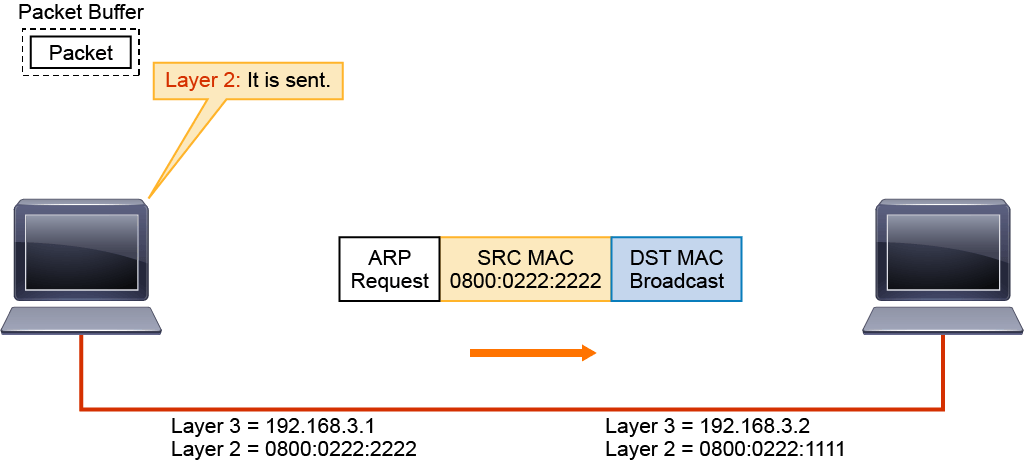 Packet Buffer
Packet
Layer 2: It is sent.
ARP
Request
SRC MAC
0800:0222:2222
DST MAC
Broadcast
Layer 3 = 192.168.3.1
Layer 2 = 0800:0222:2222
Layer 3 = 192.168.3.2
Layer 2 = 0800:0222:1111